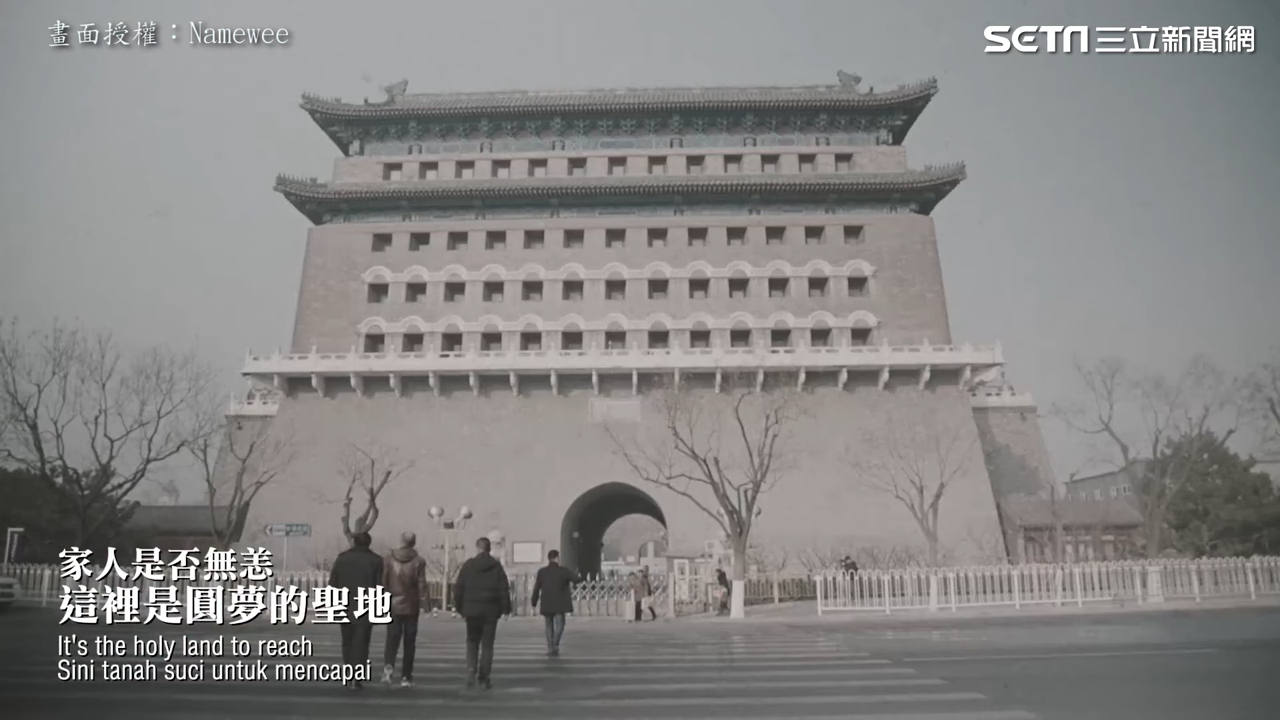 畫面授權：Namewee
SETN三立新聞網
家人是否無恙
這裡是圓夢的聖地
It's the holy land to reach
Sini tanah suci untuk mencapai